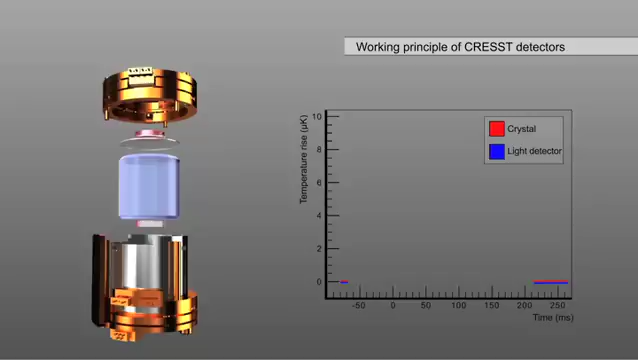 Working principle of CRESST detectors
Temperature rise (μK)
10
8
6
4
2
0
Crystal
Light detector
-50 0 50 100 150 200 250
Time (ms)